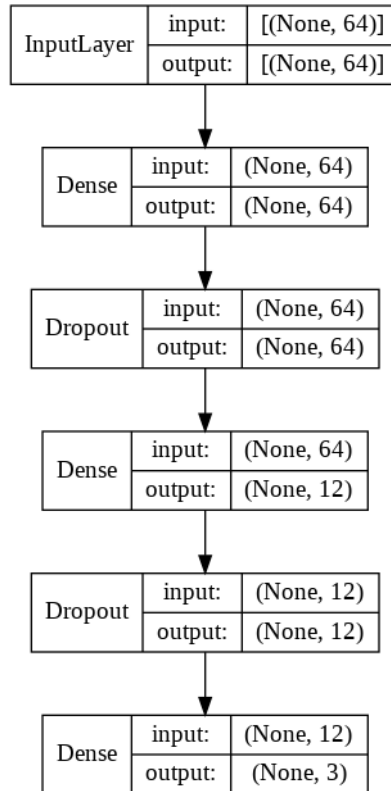 InputLayer
input: [(None, 64)]
output: [(None, 64)]
Dense
input: (None, 64)
output: (None, 64)
Dropout
input: (None, 64)
output: (None, 64)
Dense
input: (None, 64)
output: (None, 12)
Dropout
input: (None, 12)
output: (None, 12)
Dense
input: (None, 12)
output: (None, 3)